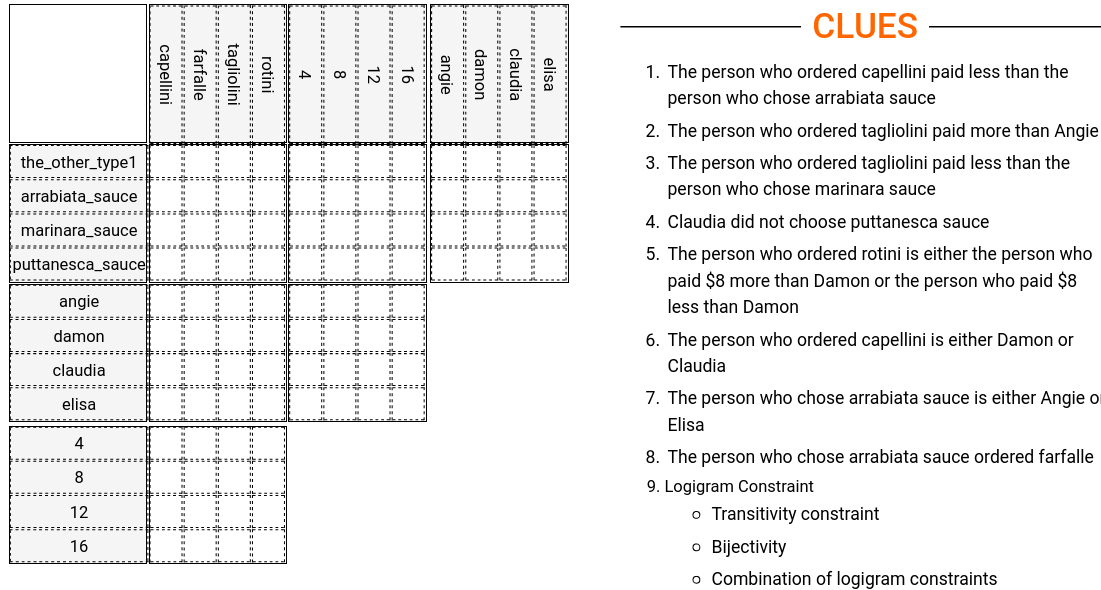 capellini
farfalle
tagliolini
rotini
4
8
12
16
angie
damon
claudia
elisa
the_other_type1
arrabiata_sauce
marinara_sauce
puttanesca_sauce
angie
damon
claudia
elisa
4
8
12
16
CLUES
1. The person who ordered capellini paid less than the
person who chose arrabiata sauce
2. The person who ordered tagliolini paid more than Angie
3. The person who ordered tagliolini paid less than the
person who chose marinara sauce
4. Claudia did not choose puttanesca sauce
5. The person who ordered rotini is either the person who
paid $8 more than Damon or the person who paid $8
less than Damon
6. The person who ordered capellini is either Damon or
Claudia
7. The person who chose arrabiata sauce is either Angie o
Elisa
8. The person who chose arrabiata sauce ordered farfalle
9. Logigram Constraint
Transitivity constraint
Bijectivity
Combination of logigram constraints